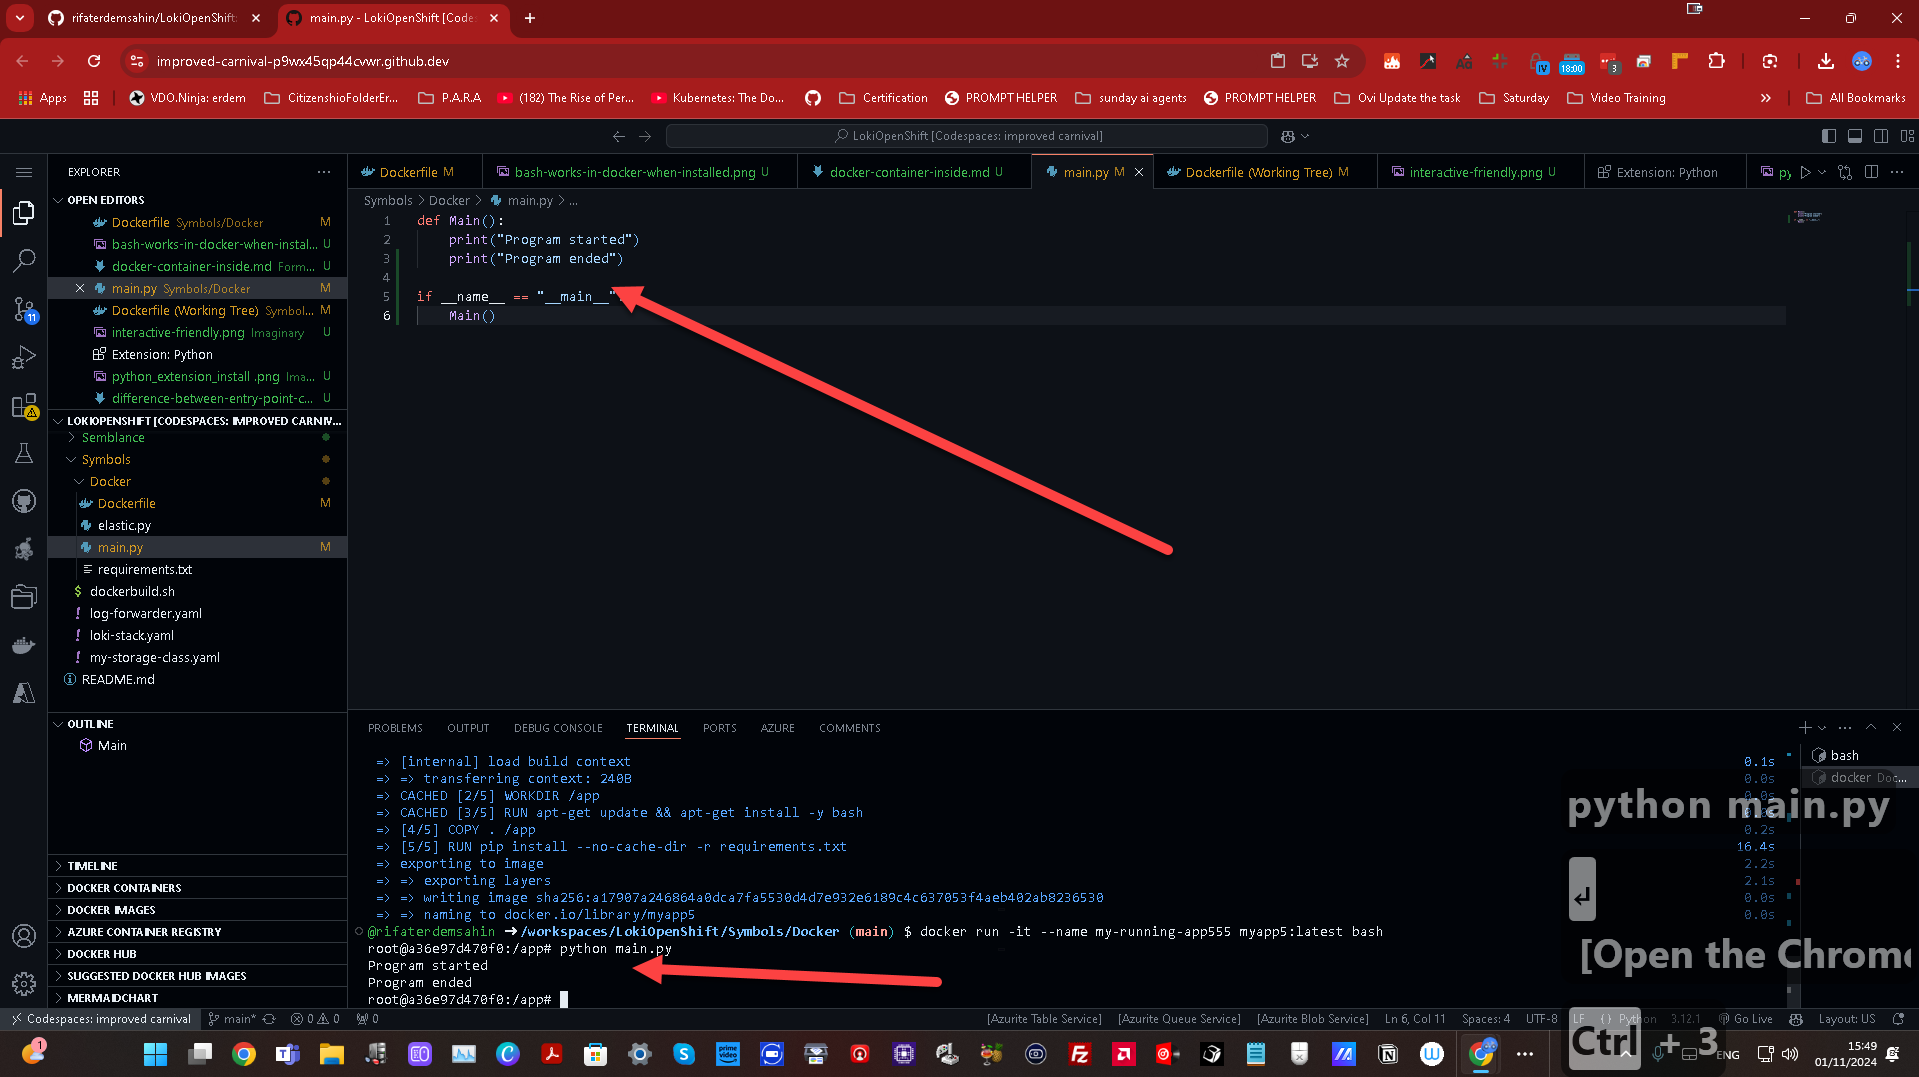 rifaterdemsahin/LokiOpenShift
main.py - LokiOpenShift [Code
improved-carnival-p9wx45qp44cvwr.github.dev
IV
18:00
3
Apps
VDO.Ninja: erdem
CitizenshioFolderEr...
P.A.R.A
(182) The Rise of Per...
Kubernetes: The Do...
Certification
PROMPT HELPER
sunday ai agents
PROMPT HELPER
Ovi Update the task
Saturday
Video Training
All Bookmarks
LokiOpenShift [Codespaces: improved carnival]
EXPLORER
Dockerfile M
bash-works-in-docker-when-installed.png U
docker-container-inside.md U
main.py M
Dockerfile (Working Tree) M
interactive-friendly.png U
Extension: Python
py
OPEN EDITORS
Dockerfile Symbols/Docker M
bash-works-in-docker-when-instal... U
docker-container-inside.md Form... U
main.py Symbols/Docker M
Dockerfile (Working Tree) Symbol... M
interactive-friendly.png Imaginary U
Extension: Python
python_extension_install .png Ima... U
difference-between-entry-point-c... U
LOKIOPENSHIFT [CODESPACES: IMPROVED CARNIV...
Semblance
Symbols
Docker
Dockerfile M
elastic.py
main.py M
requirements.txt
dockerbuild.sh
log-forwarder.yaml
loki-stack.yaml
my-storage-class.yaml
README.md
OUTLINE
Main
TIMELINE
DOCKER CONTAINERS
DOCKER IMAGES
AZURE CONTAINER REGISTRY
DOCKER HUB
SUGGESTED DOCKER HUB IMAGES
MERMAIDCHART
11
Symbols > Docker > main.py > ...
1 def Main():
2 print("Program started")
3 print("Program ended")
4
5 if __name__ == "__main__":
6 Main()
PROBLEMS
OUTPUT
DEBUG CONSOLE
TERMINAL
PORTS
AZURE
COMMENTS
=> [internal] load build context 0.1s
=> => transferring context: 240B 0.0s
=> CACHED [2/5] WORKDIR /app 0.0s
=> CACHED [3/5] RUN apt-get update && apt-get install -y bash 0.0s
=> [4/5] COPY . /app 0.2s
=> [5/5] RUN pip install --no-cache-dir -r requirements.txt 16.4s
=> exporting to image 2.2s
=> => exporting layers 2.1s
=> => writing image sha256:a17907a246864a0dca7fa5530d4d7e932e6189c4c637053f4aeb402ab8236530 0.0s
=> => naming to docker.io/library/myapp5 0.0s
@rifaterdemsahin ➜/workspaces/LokiOpenShift/Symbols/Docker (main) $ docker run -it --name my-running-app555 myapp5:latest bash
root@a36e97d470f0:/app# python main.py
Program started
Program ended
root@a36e97d470f0:/app#
bash
docker Doc...
python main.py
[Open the Chrome
Ctrl + 3
Codespaces: improved carnival
main*
0 0
0
[Azurite Table Service]
[Azurite Queue Service]
[Azurite Blob Service]
Ln 6, Col 11
Spaces: 4
UTF-8
LF
Python
3.12.1
Go Live
Layout: US
1
ENG
15:49
01/11/2024